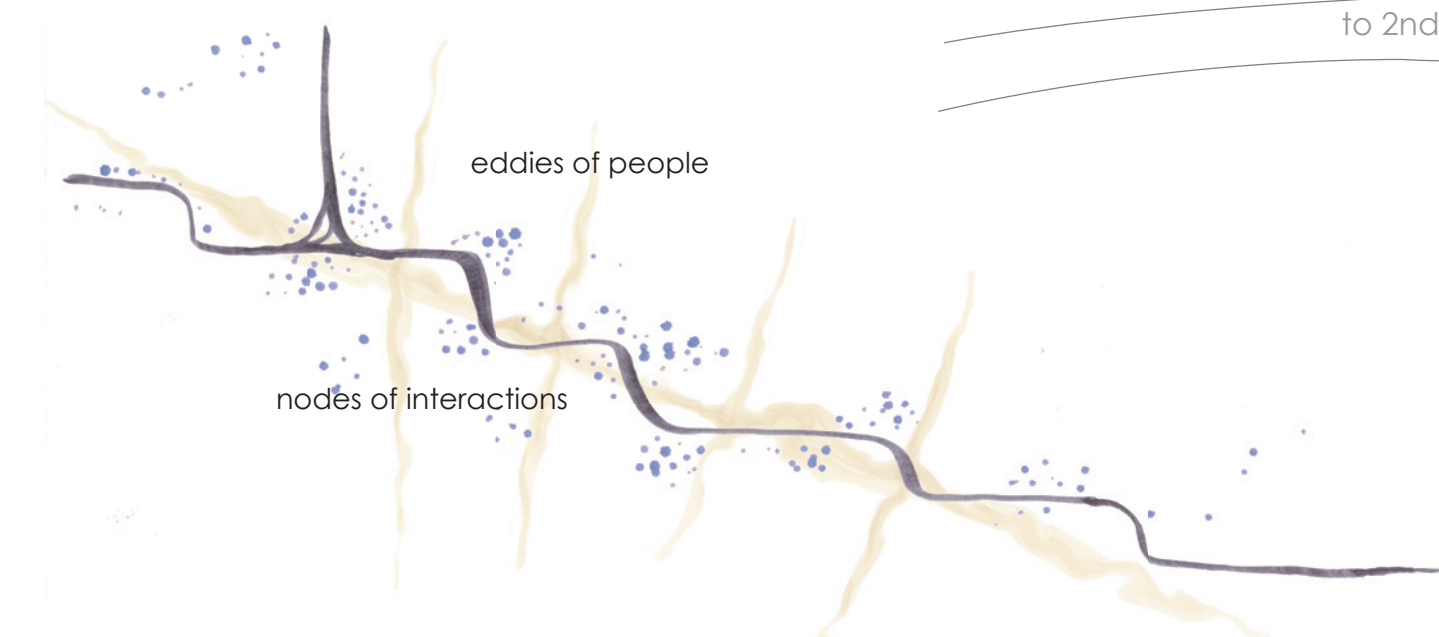 to 2nd
eddies of people
nodes of interactions